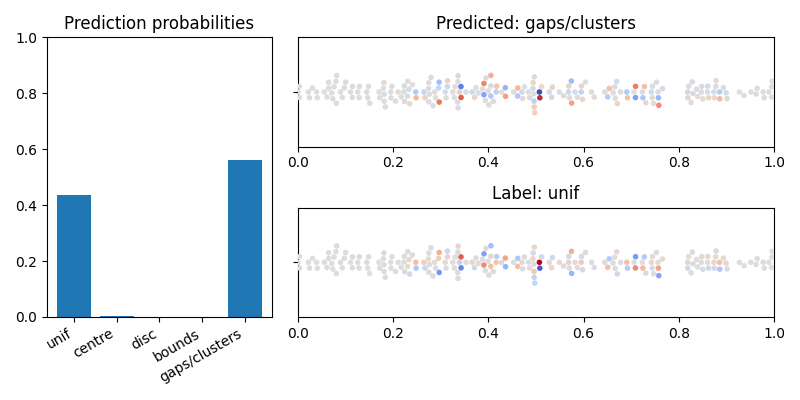 Prediction probabilities
1.0
0.8
0.6
0.4
0.2
0.0
unif
centre
disc
bounds
gaps/clusters
Predicted: gaps/clusters
0.0 0.2 0.4 0.6 0.8 1.0
Label: unif
0.0 0.2 0.4 0.6 0.8 1.0